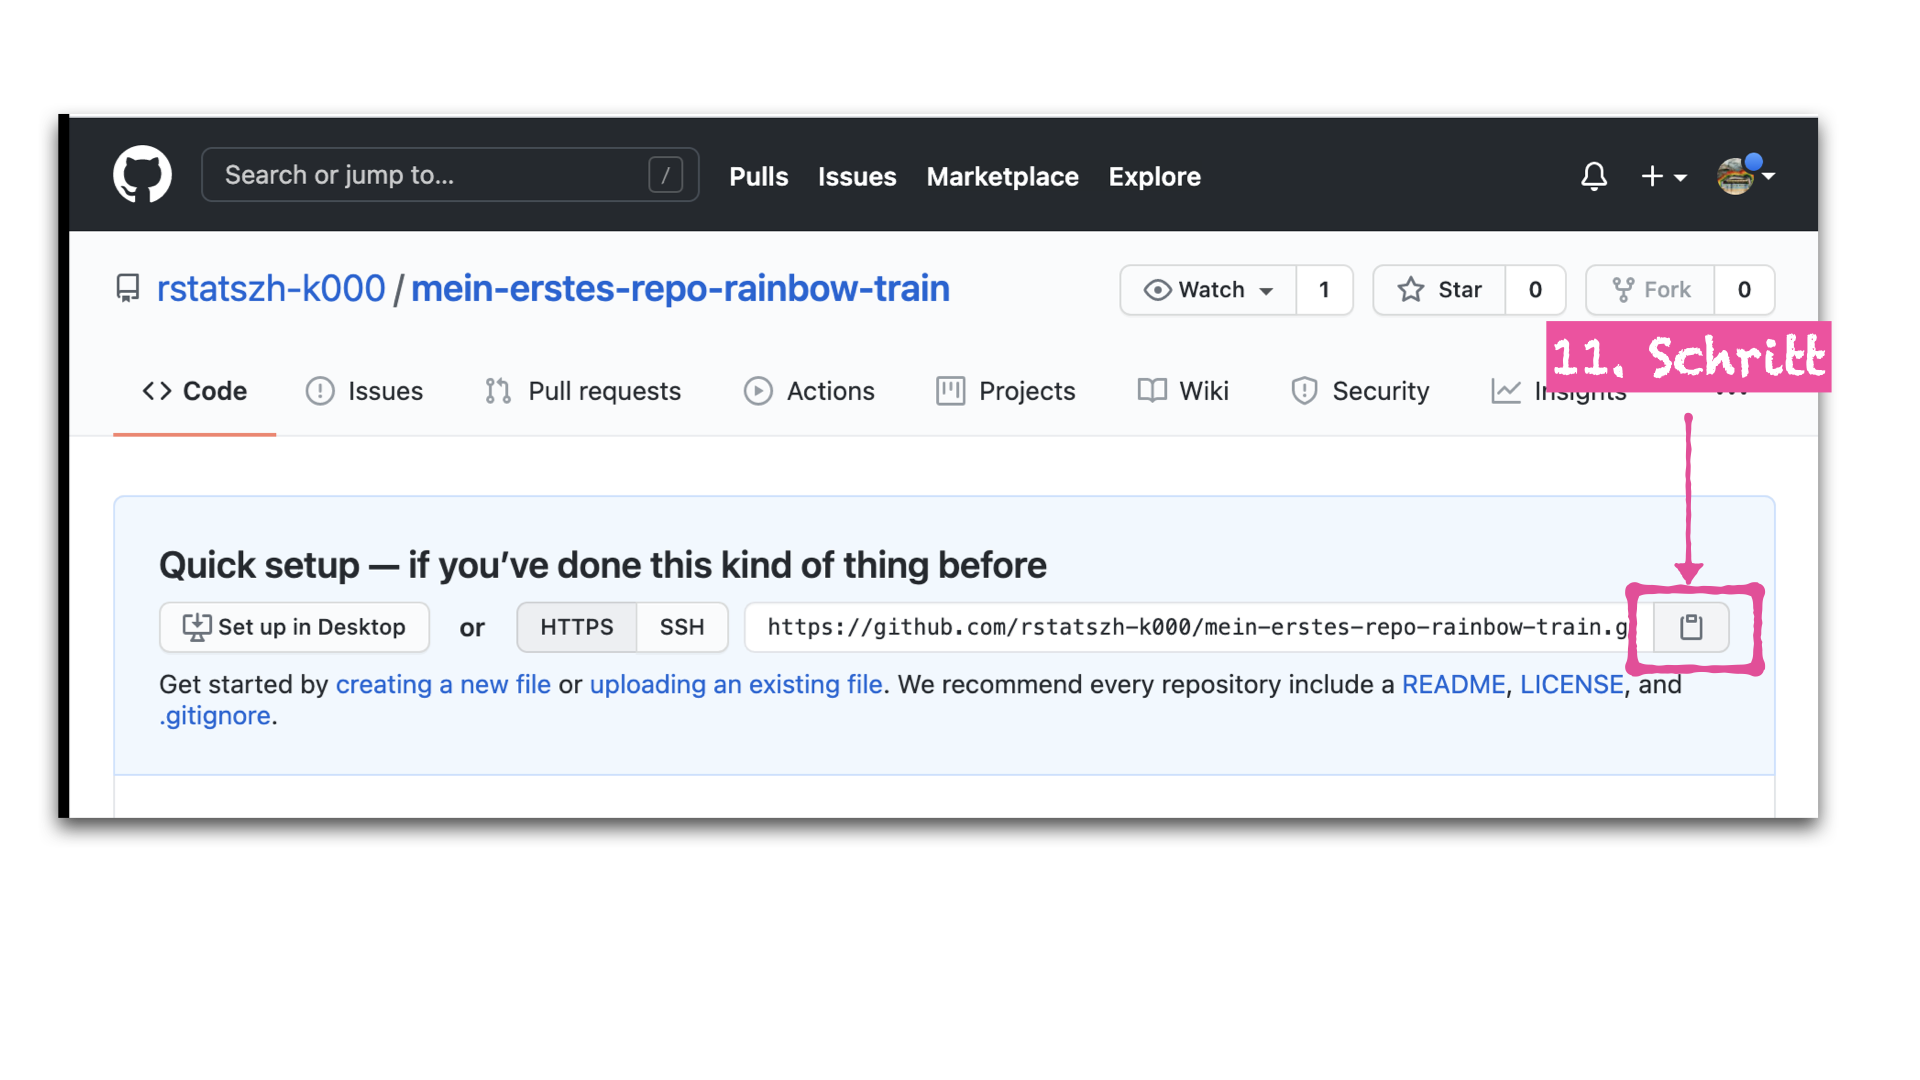 Search or jump to... / Pulls Issues Marketplace Explore
rstatszh-k000 / mein-erstes-repo-rainbow-train Watch 1 Star 0 Fork 0
11. Schritt
Code Issues Pull requests Actions Projects Wiki Security Insights
Quick setup — if you’ve done this kind of thing before
Set up in Desktop or HTTPS SSH https://github.com/rstatszh-k000/mein-erstes-repo-rainbow-train.g
Get started by creating a new file or uploading an existing file. We recommend every repository include a README, LICENSE, and
.gitignore.